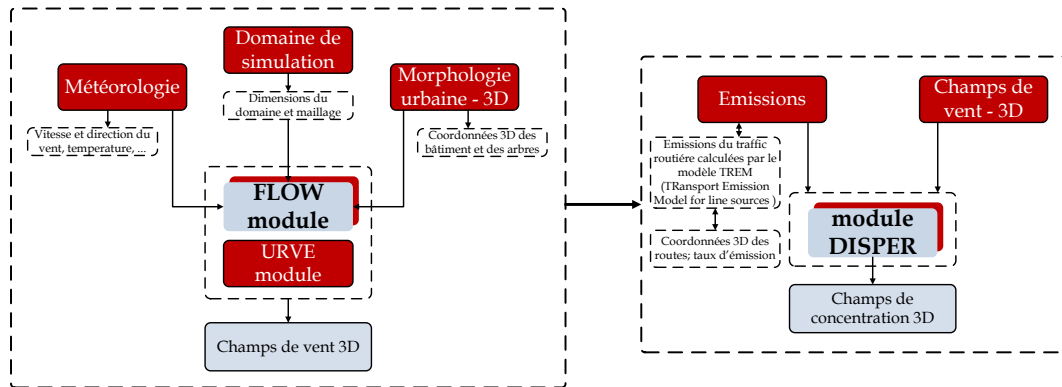 Domaine de
simulation
Météorologie
Morphologie
urbaine - 3D
Dimensions du
domaine et maillage
Vitesse et direction du
vent, temperature, ...
Coordonnées 3D des
bâtiment et des arbres
FLOW
module
URVE
module
Champs de vent 3D
Emissions
Champs de
vent - 3D
Emissions du traffic
routiére calculées par le
modèle TREM
(TRansport Emission
Model for line sources )
Coordonnées 3D des
routes; taux d'émission
module
DISPER
Champs de
concentration 3D